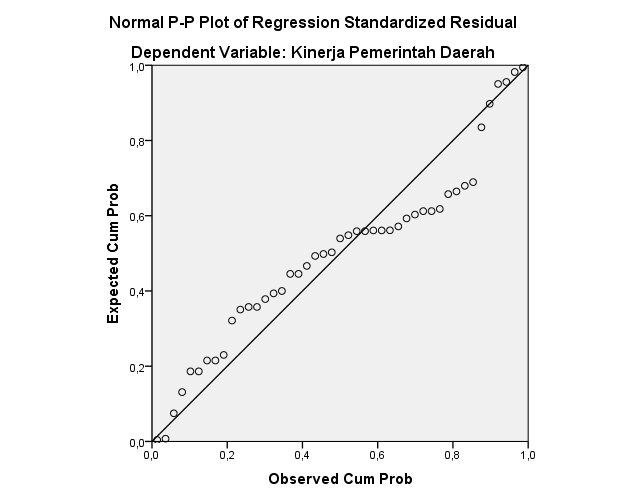 Normal P-P Plot of Regression Standardized Residual
Dependent Variable: Kinerja Pemerintah Daerah
1,0
0,8
0,6
0,4
0,2
0,0
Expected Cum Prob
0,0 0,2 0,4 0,6 0,8 1,0
Observed Cum Prob